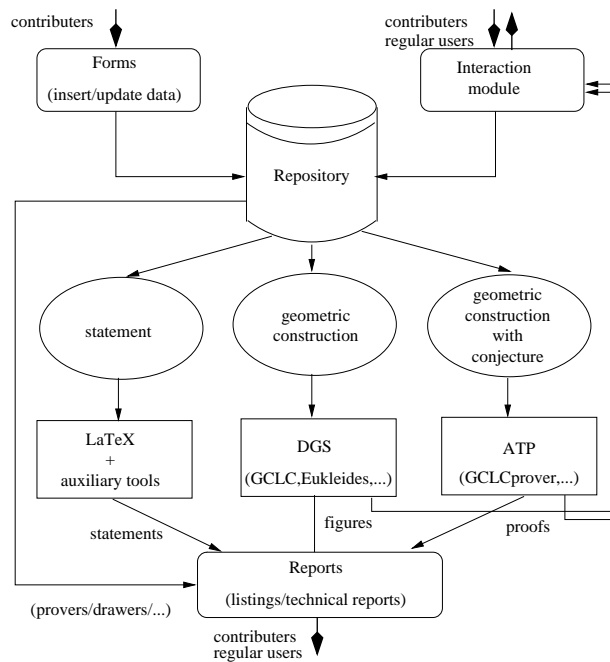 contributers
contributers
regular users
Forms
(insert/update data)
Interaction
module
Repository
statement
geometric
construction
geometric
construction
with
conjecture
LaTeX
+
auxiliary tools
DGS
(GCLC,Eukleides,...)
ATP
(GCLCprover,...)
statements
figures
proofs
Reports
(listings/technical reports)
(provers/drawers/...)
contributers
regular users